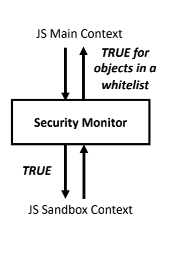 JS Main Context
TRUE for
objects in a
whitelist
Security Monitor
TRUE
JS Sandbox Context